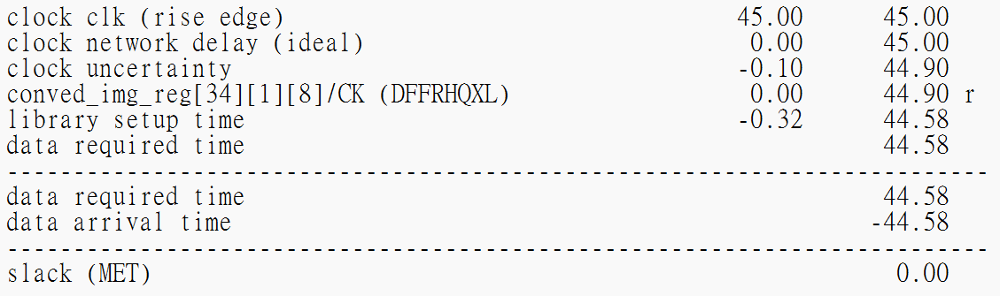 clock clk (rise edge) 45.00 45.00
clock network delay (ideal) 0.00 45.00
clock uncertainty -0.10 44.90
conved_img_reg[34][1][8]/CK (DFFRHQXL) 0.00 44.90 r
library setup time -0.32 44.58
data required time 44.58
--------------------------------------------------------------------------
data required time 44.58
data arrival time -44.58
--------------------------------------------------------------------------
slack (MET) 0.00